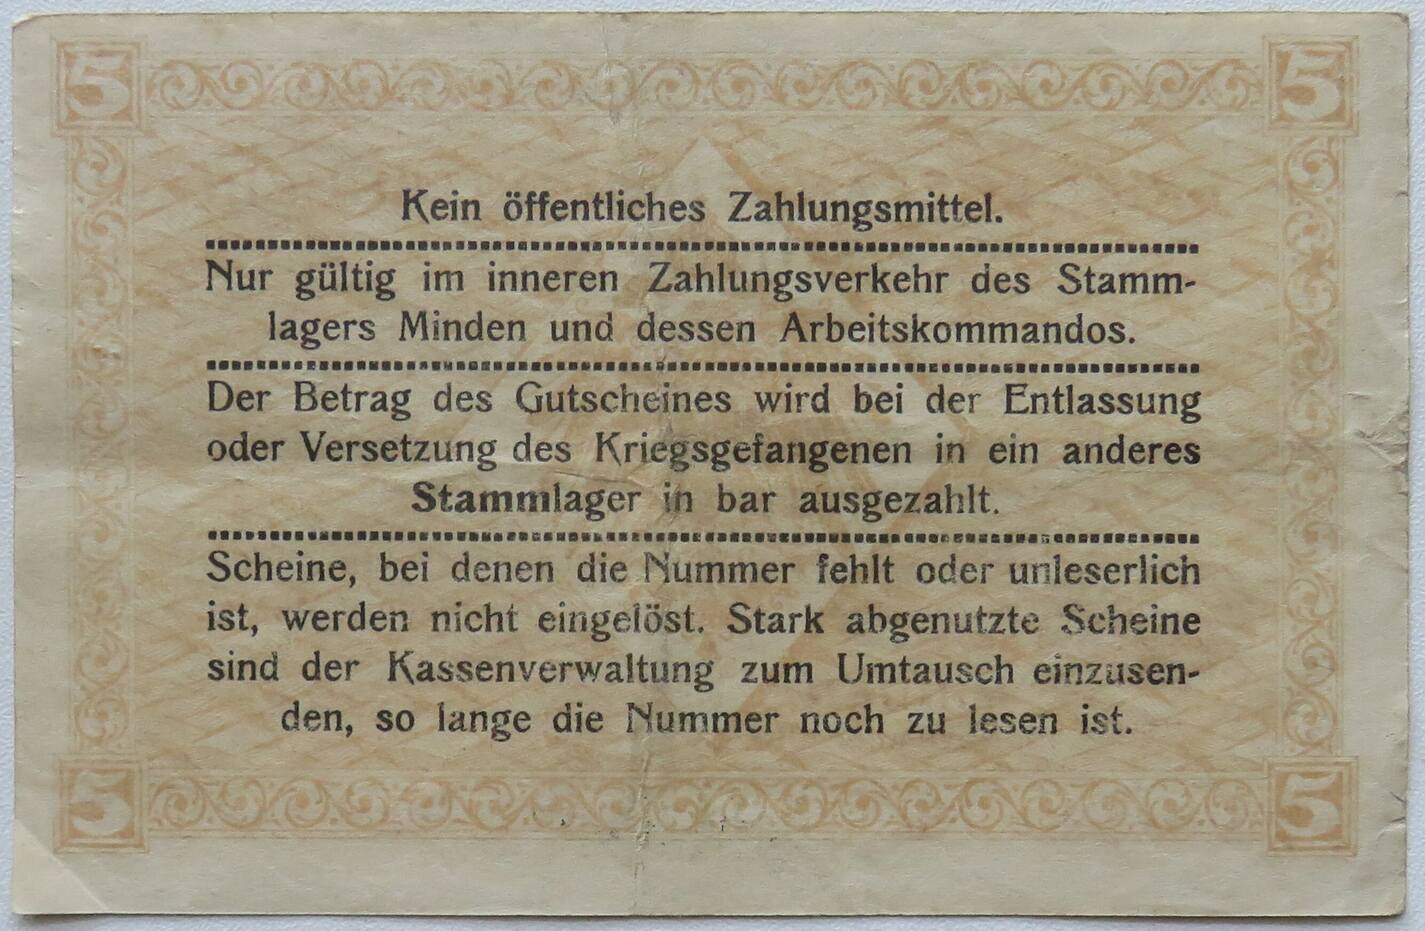 5 5
Kein öffentliches Zahlungsmittel.
Nur gültig im inneren Zahlungsverkehr des Stamm-
lagers Minden und dessen Arbeitskommandos.
Der Betrag des Gutscheines wird bei der Entlassung
oder Versetzung des Kriegsgefangenen in ein anderes
Stammlager in bar ausgezahlt.
Scheine, bei denen die Nummer fehlt oder unleserlich
ist, werden nicht eingelöst. Stark abgenutzte Scheine
sind der Kassenverwaltung zum Umtausch einzusen-
den, so lange die Nummer noch zu lesen ist.
5 5